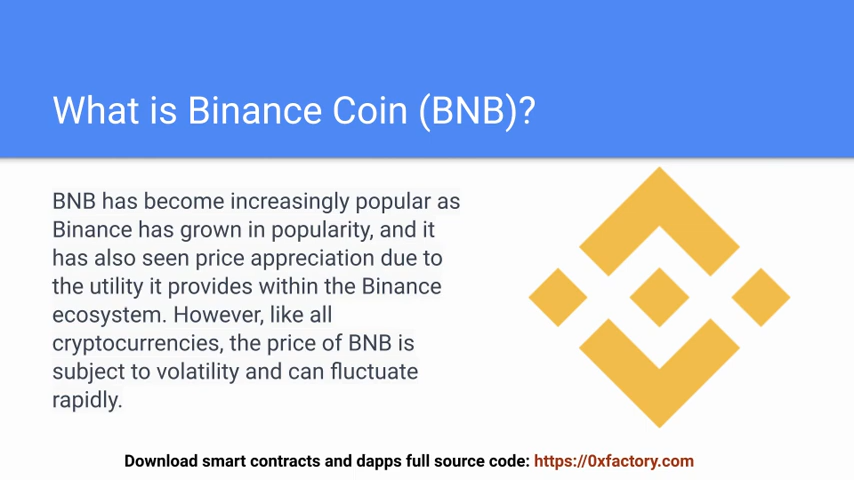 What is Binance Coin (BNB)?
BNB has become increasingly popular as
Binance has grown in popularity, and it
has also seen price appreciation due to
the utility it provides within the Binance
ecosystem. However, like all
cryptocurrencies, the price of BNB is
subject to volatility and can fluctuate
rapidly.
Download smart contracts and dapps full source code: https://0xfactory.com